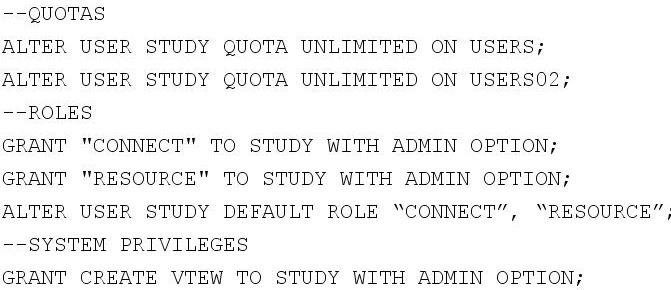 --QUOTAS
ALTER USER STUDY QUOTA UNLIMITED ON USERS;
ALTER USER STUDY QUOTA UNLIMITED ON USERS02;
--ROLES
GRANT "CONNECT" TO STUDY WITH ADMIN OPTION;
GRANT "RESOURCE" TO STUDY WITH ADMIN OPTION;
ALTER USER STUDY DEFAULT ROLE “CONNECT”, “RESOURCE”;
--SYSTEM PRIVILEGES
GRANT CREATE VTEW TO STUDY WITH ADMIN OPTION;